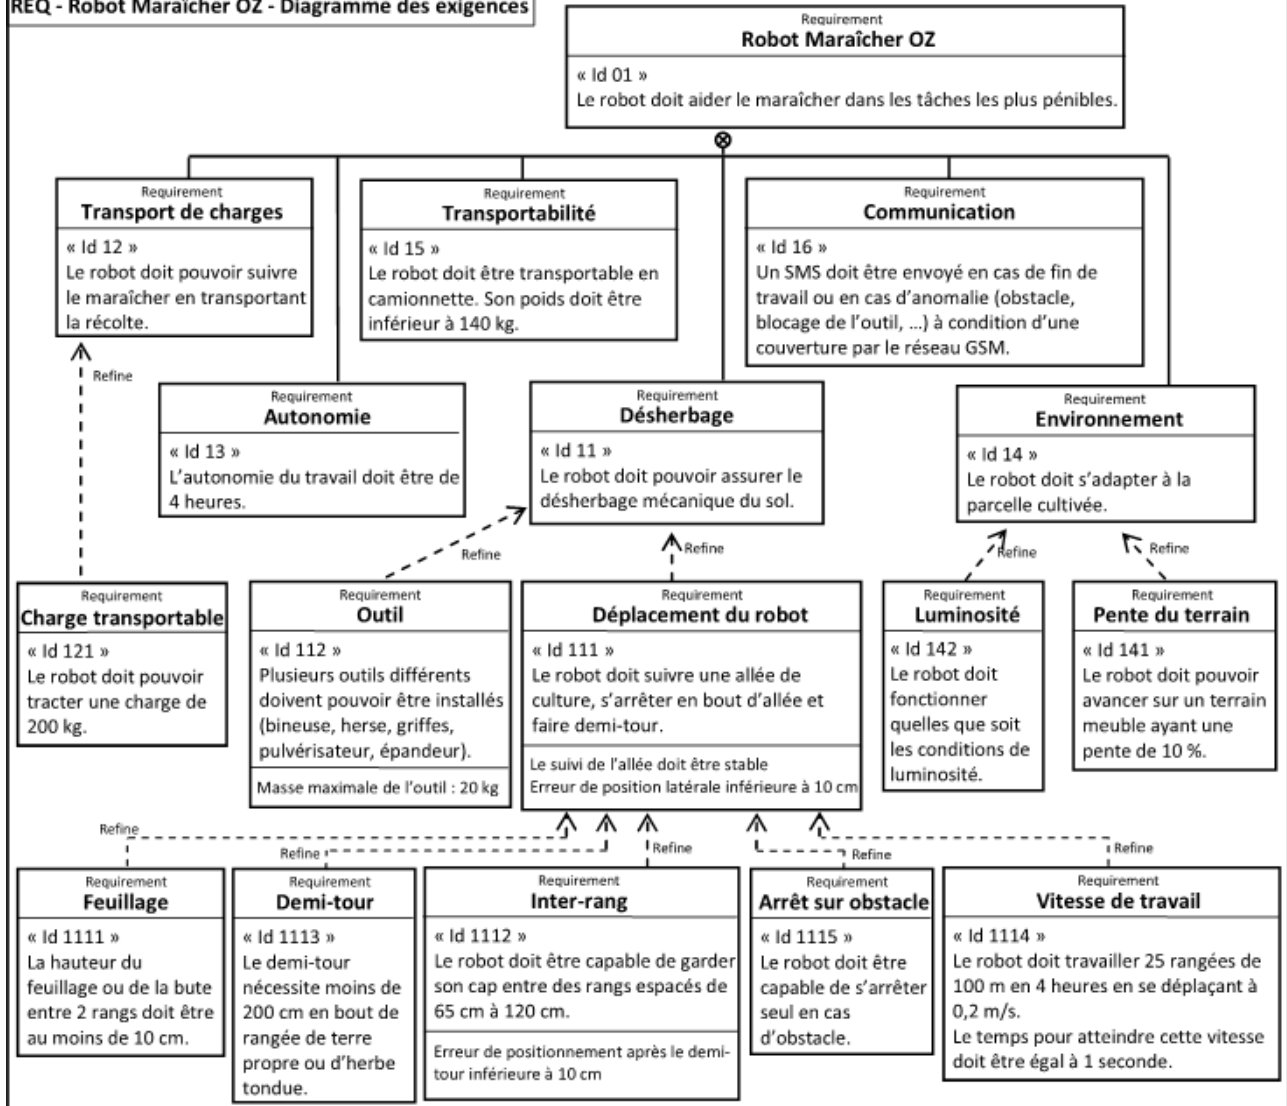 REQ - Robot Maraîcher OZ - Diagramme des exigences
Requirement
Robot Maraîcher OZ
« Id 01 »
Le robot doit aider le maraîcher dans les tâches les plus pénibles.
Requirement
Transport de charges
« Id 12 »
Le robot doit pouvoir suivre
le maraîcher en transportant
la récolte.
Requirement
Transportabilité
« Id 15 »
Le robot doit être transportable en
camionnette. Son poids doit être
inférieur à 140 kg.
Requirement
Communication
« Id 16 »
Un SMS doit être envoyé en cas de fin de
travail ou en cas d'anomalie (obstacle,
blocage de l'outil, ...) à condition d'une
couverture par le réseau GSM.
Refine
Requirement
Autonomie
« Id 13 »
L'autonomie du travail doit être de
4 heures.
Requirement
Désherbage
« Id 11 »
Le robot doit pouvoir assurer le
désherbage mécanique du sol.
Requirement
Environnement
« Id 14 »
Le robot doit s'adapter à la
parcelle cultivée.
Refine
Refine
Refine
Refine
Requirement
Charge transportable
« Id 121 »
Le robot doit pouvoir
tracter une charge de
200 kg.
Requirement
Outil
« Id 112 »
Plusieurs outils différents
doivent pouvoir être installés
(bineuse, herse, griffes,
pulvérisateur, épandeur).
Masse maximale de l'outil : 20 kg
Requirement
Déplacement du robot
« Id 111 »
Le robot doit suivre une allée de
culture, s'arrêter en bout d'allée et
faire demi-tour.
Le suivi de l'allée doit être stable
Erreur de position latérale inférieure à 10 cm
Requirement
Luminosité
« Id 142 »
Le robot doit
fonctionner
quelles que soit
les conditions de
luminosité.
Requirement
Pente du terrain
« Id 141 »
Le robot doit pouvoir
avancer sur un terrain
meuble ayant une
pente de 10 %.
Refine
Refine
Refine
Refine
Refine
Requirement
Feuillage
« Id 1111 »
La hauteur du
feuillage ou de la bute
entre 2 rangs doit être
au moins de 10 cm.
Requirement
Demi-tour
« Id 1113 »
Le demi-tour
nécessite moins de
200 cm en bout de
rangée de terre
propre ou d'herbe
tondue.
Requirement
Inter-rang
« Id 1112 »
Le robot doit être capable de garder
son cap entre des rangs espacés de
65 cm à 120 cm.
Erreur de positionnement après le demi-
tour inférieure à 10 cm
Requirement
Arrêt sur obstacle
« Id 1115 »
Le robot doit être
capable de s'arrêter
seul en cas
d'obstacle.
Requirement
Vitesse de travail
« Id 1114 »
Le robot doit travailler 25 rangées de
100 m en 4 heures en se déplaçant à
0,2 m/s.
Le temps pour atteindre cette vitesse
doit être égal à 1 seconde.